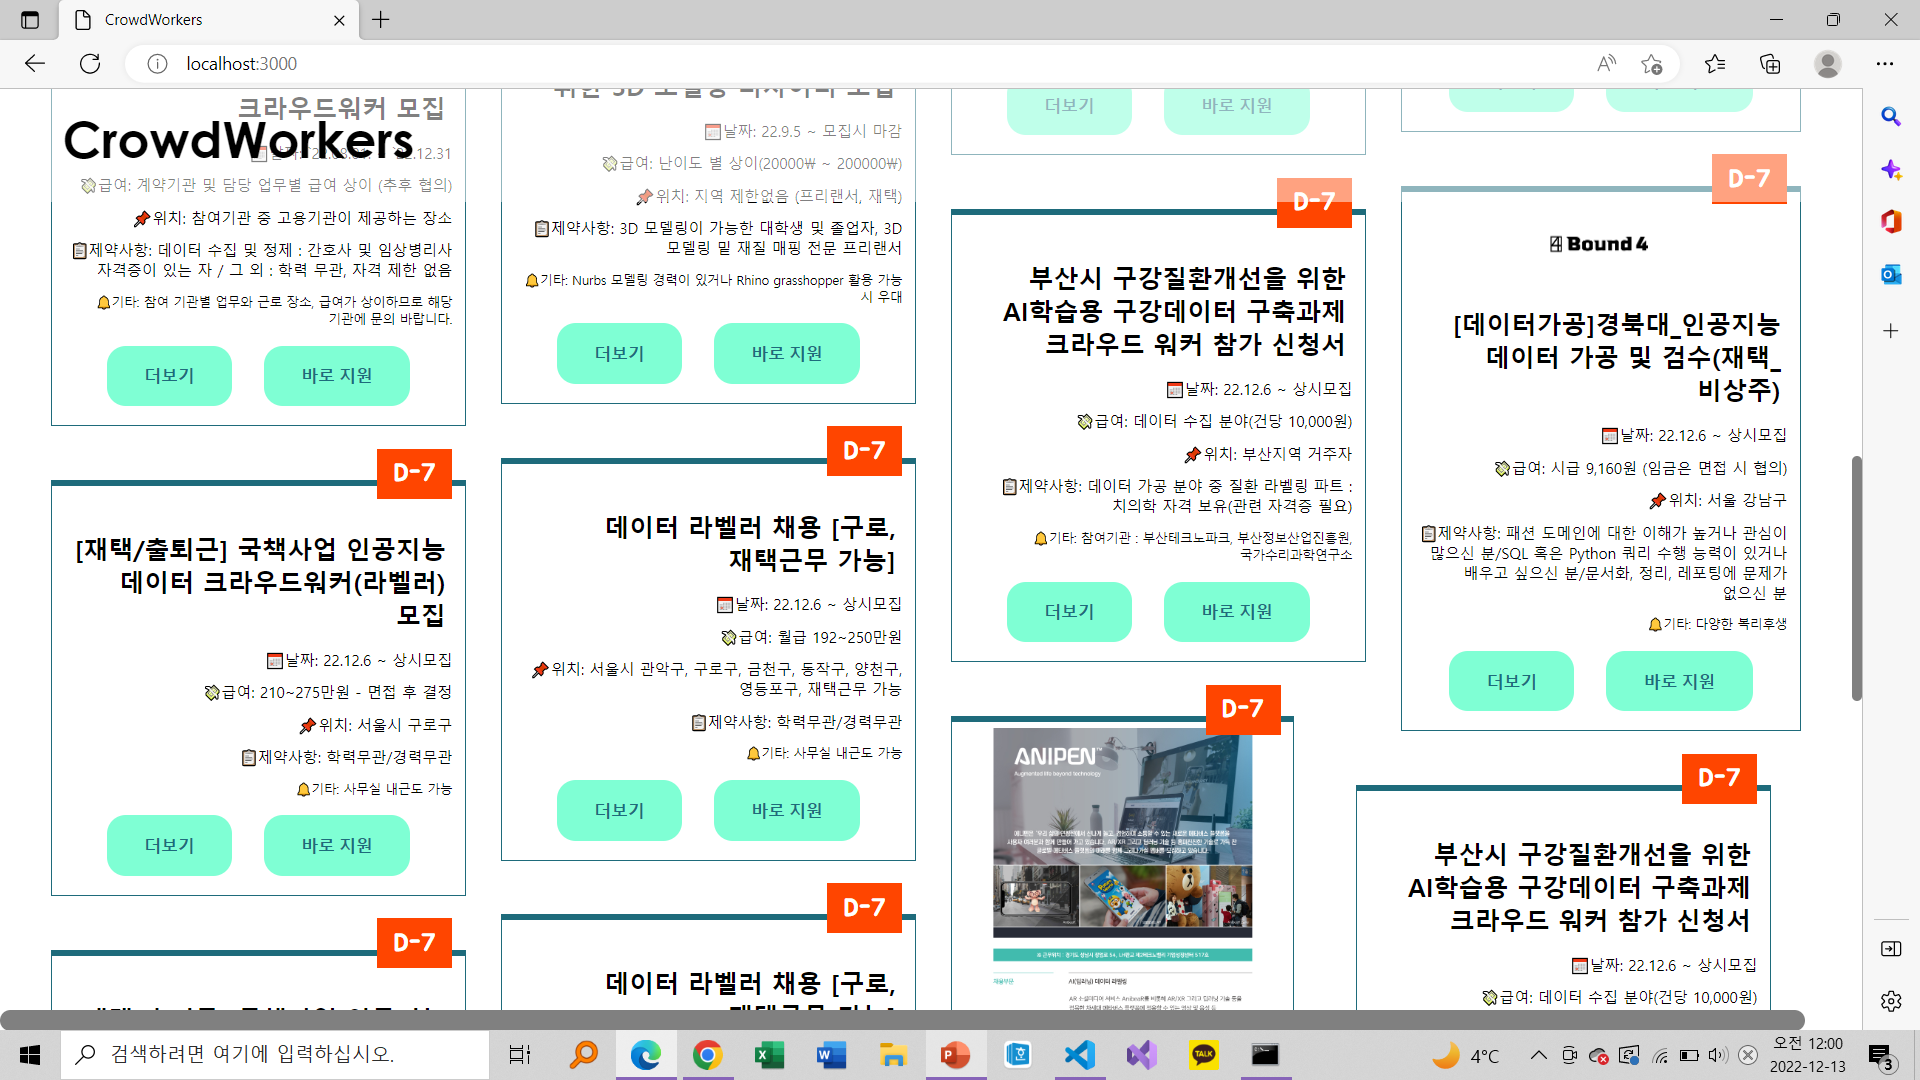 CrowdWorkers
localhost:3000
크라우드워커 모집
CrowdWorkers
급여: 계약기관 및 담당 업무별 급여 상이 (추후 협의)
위치: 참여기관 중 고용기관이 제공하는 장소
제약사항: 데이터 수집 및 정제 : 간호사 및 임상병리사
자격증이 있는 자 / 그 외 : 학력 무관, 자격 제한 없음
기타: 참여 기관별 업무와 근로 장소, 급여가 상이하므로 해당
기관에 문의 바랍니다.
더보기 바로 지원
D-7
[재택/출퇴근] 국책사업 인공지능
데이터 크라우드워커(라벨러)
모집
날짜: 22.12.6 ~ 상시모집
급여: 210~275만원 - 면접 후 결정
위치: 서울시 구로구
제약사항: 학력무관/경력무관
기타: 사무실 내근도 가능
더보기 바로 지원
D-7
날짜: 22.9.5 ~ 모집시 마감
급여: 난이도 별 상이(20000₩ ~ 200000₩)
위치: 지역 제한없음 (프리랜서, 재택)
제약사항: 3D 모델링이 가능한 대학생 및 졸업자, 3D
모델링 밑 재질 매핑 전문 프리랜서
기타: Nurbs 모델링 경력이 있거나 Rhino grasshopper 활용 가능
시 우대
더보기 바로 지원
D-7
데이터 라벨러 채용 [구로,
재택근무 가능]
날짜: 22.12.6 ~ 상시모집
급여: 월급 192~250만원
위치: 서울시 관악구, 구로구, 금천구, 동작구, 양천구,
영등포구, 재택근무 가능
제약사항: 학력무관/경력무관
기타: 사무실 내근도 가능
더보기 바로 지원
D-7
데이터 라벨러 채용 [구로,
더보기 바로 지원
D-7
부산시 구강질환개선을 위한
AI학습용 구강데이터 구축과제
크라우드 워커 참가 신청서
날짜: 22.12.6 ~ 상시모집
급여: 데이터 수집 분야(건당 10,000원)
위치: 부산지역 거주자
제약사항: 데이터 가공 분야 중 질환 라벨링 파트 :
치의학 자격 보유(관련 자격증 필요)
기타: 참여기관 : 부산테크노파크, 부산정보산업진흥원,
국가수리과학연구소
더보기 바로 지원
D-7
ANIPEN
Augmented life beyond technology
D-7
Bound 4
[데이터가공]경북대_인공지능
데이터 가공 및 검수(재택_
비상주)
날짜: 22.12.6 ~ 상시모집
급여: 시급 9,160원 (임금은 면접 시 협의)
위치: 서울 강남구
제약사항: 패션 도메인에 대한 이해가 높거나 관심이
많으신 분/SQL 혹은 Python 쿼리 수행 능력이 있거나
배우고 싶으신 분/문서화, 정리, 레포팅에 문제가
없으신 분
기타: 다양한 복리후생
더보기 바로 지원
D-7
부산시 구강질환개선을 위한
AI학습용 구강데이터 구축과제
크라우드 워커 참가 신청서
날짜: 22.12.6 ~ 상시모집
급여: 데이터 수집 분야(건당 10,000원)
검색하려면 여기에 입력하십시오.
TALK
4°C
오전 12:00
2022-12-13
3